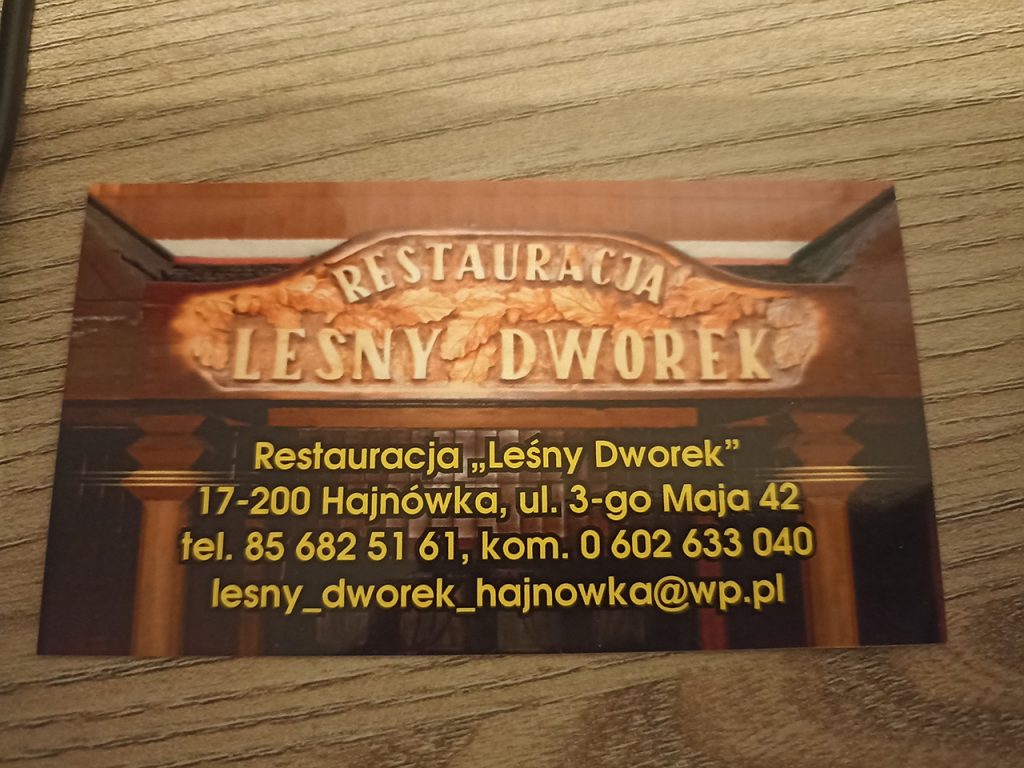 RESTAURACJA
LEŚNY DWOREK
Restauracja „Leśny Dworek”
17-200 Hajnówka, ul. 3-go Maja 42
tel. 85 682 51 61, kom. 0 602 633 040
lesny_dworek_hajnowka@wp.pl